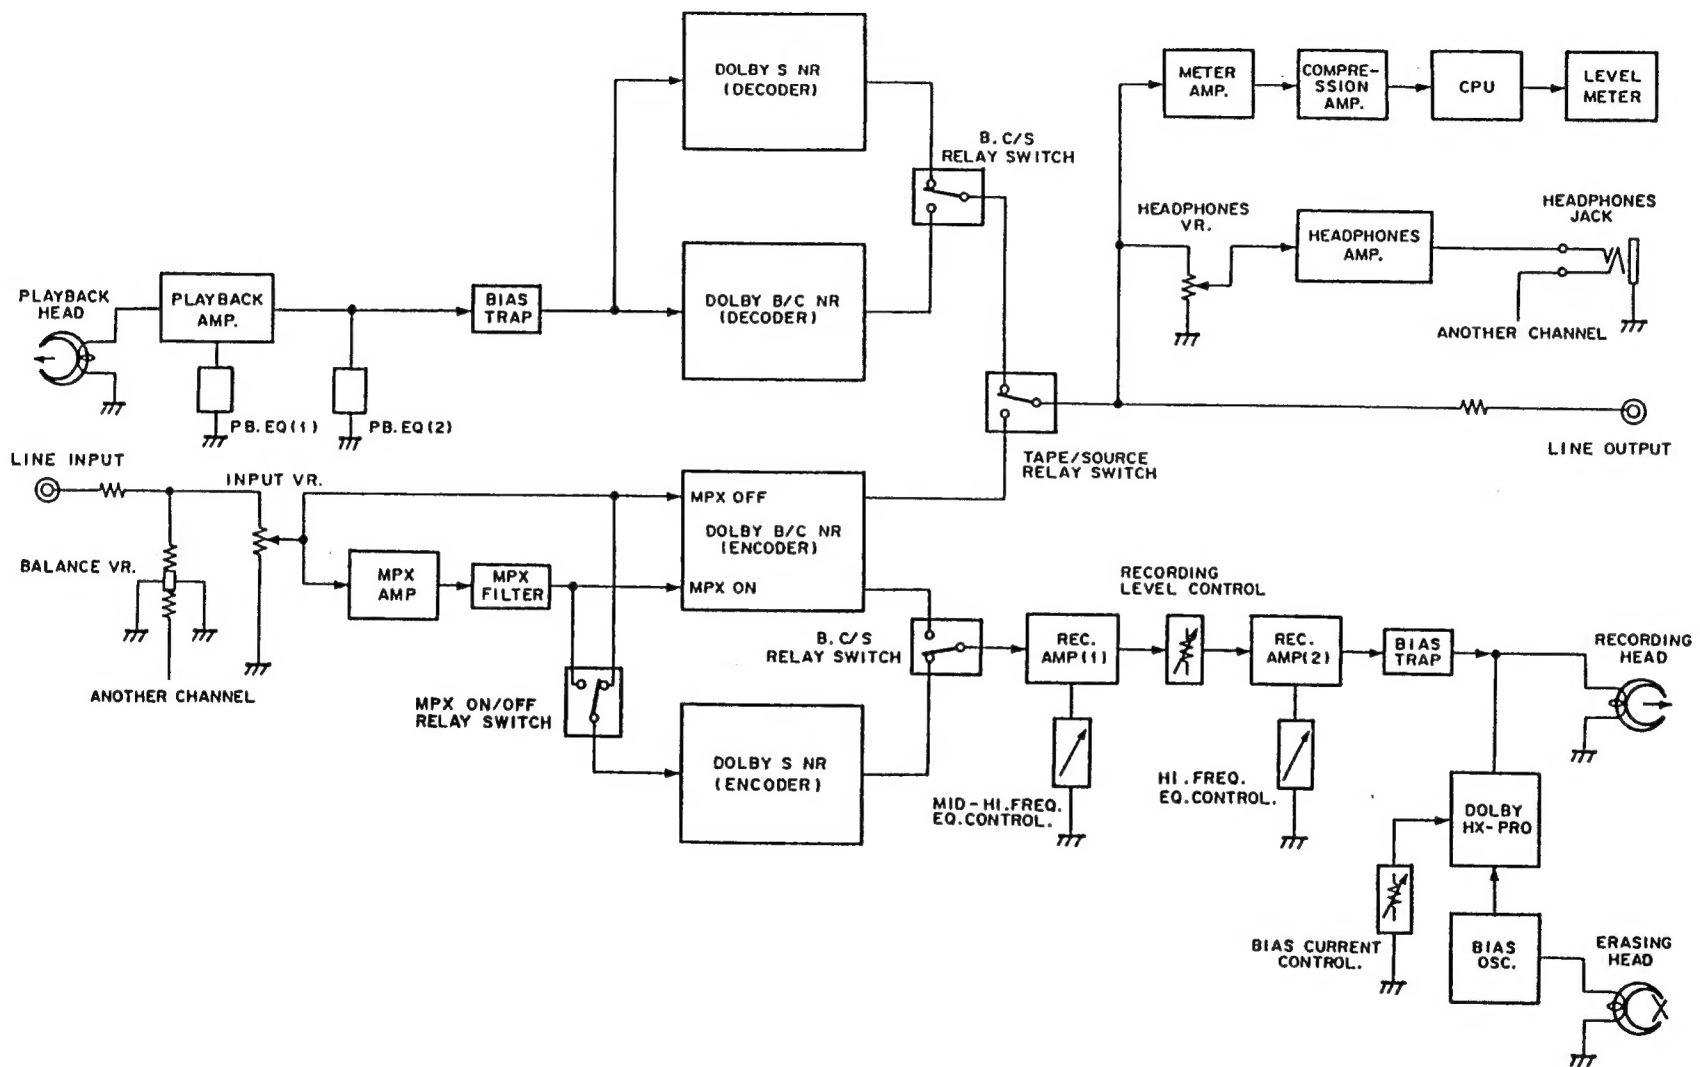 DOLBY S NR
(DECODER)
METER
AMP.
COMPRE-
SSION
AMP.
CPU
LEVEL
METER
B. C/S
RELAY SWITCH
HEADPHONES
VR.
HEADPHONES
AMP.
HEADPHONES
JACK
ANOTHER CHANNEL
PLAYBACK
HEAD
PLAYBACK
AMP.
BIAS
TRAP
DOLBY B/C NR
(DECODER)
PB.EQ(1)
PB.EQ(2)
TAPE/SOURCE
RELAY SWITCH
LINE OUTPUT
LINE INPUT
INPUT VR.
BALANCE VR.
ANOTHER CHANNEL
MPX
AMP
MPX
FILTER
MPX OFF
DOLBY B/C NR
(ENCODER)
MPX ON
MPX ON/OFF
RELAY SWITCH
B. C/S
RELAY SWITCH
DOLBY S NR
(ENCODER)
REC.
AMP(1)
RECORDING
LEVEL CONTROL
REC.
AMP(2)
BIAS
TRAP
RECORDING
HEAD
MID-HI.FREQ.
EQ.CONTROL.
HI.FREQ.
EQ.CONTROL.
DOLBY
HX-PRO
BIAS CURRENT
CONTROL.
BIAS
OSC.
ERASING
HEAD